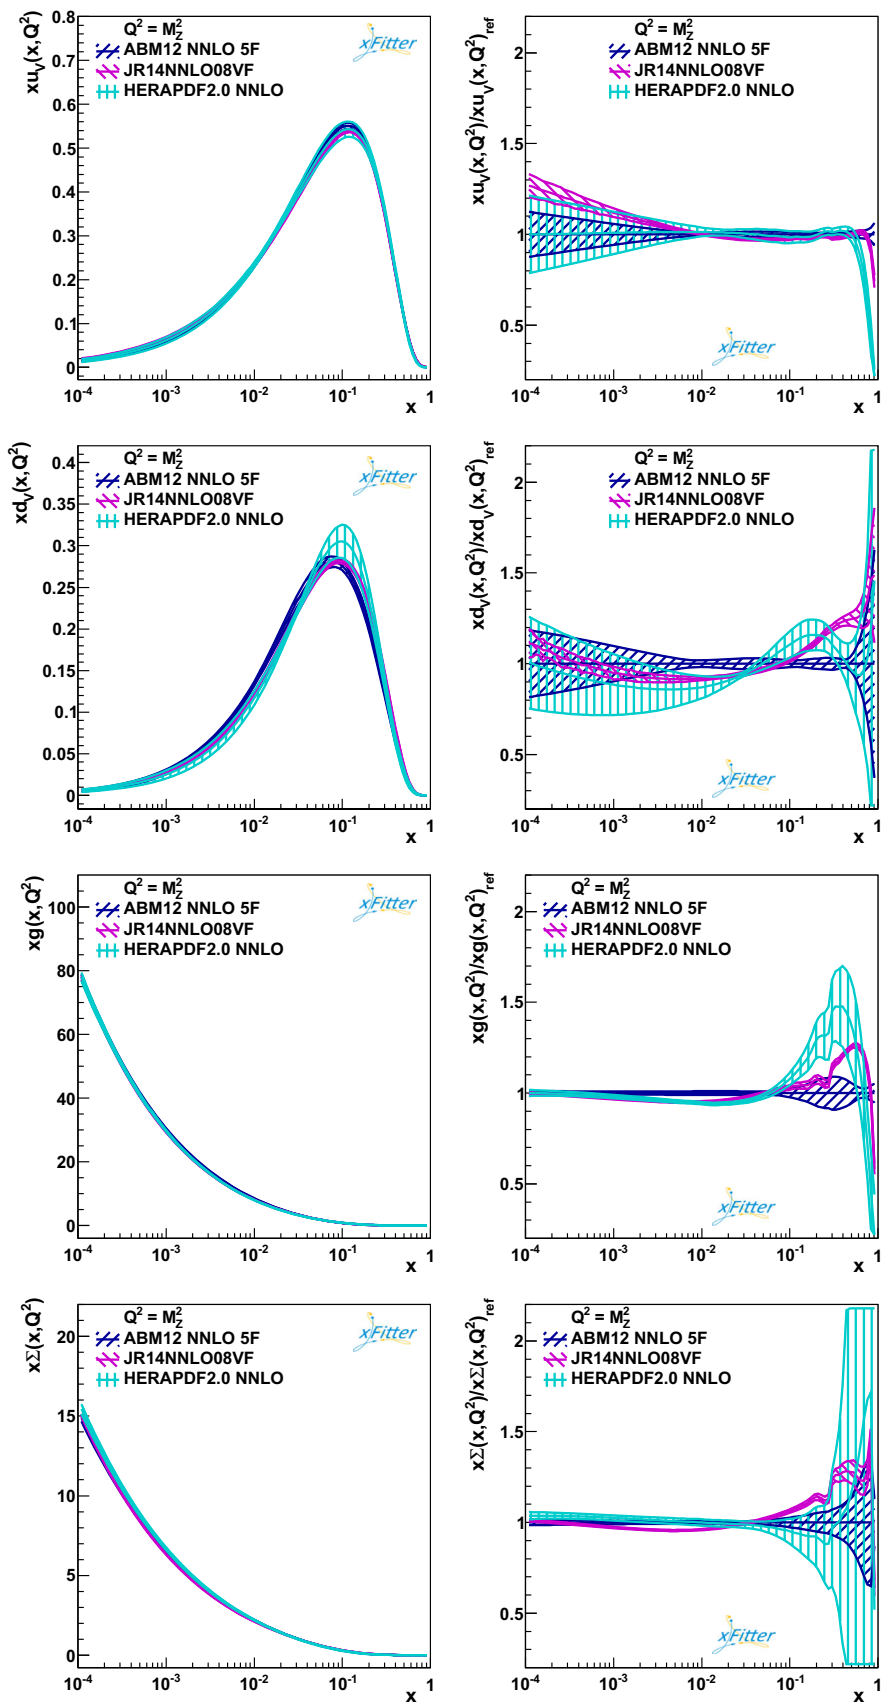 xu_V(x,Q²)
Q² = M_Z²
ABM12 NNLO 5F
JR14NNLO08VF
HERAPDF2.0 NNLO
xFitter
0.8
0.7
0.6
0.5
0.4
0.3
0.2
0.1
0
10⁻⁴ 10⁻³ 10⁻² 10⁻¹ 1
x
xu_V(x,Q²)/xu_V(x,Q²)_ref
Q² = M_Z²
ABM12 NNLO 5F
JR14NNLO08VF
HERAPDF2.0 NNLO
xFitter
2
1.5
1
0.5
10⁻⁴ 10⁻³ 10⁻² 10⁻¹ 1
x
xd_V(x,Q²)
Q² = M_Z²
ABM12 NNLO 5F
JR14NNLO08VF
HERAPDF2.0 NNLO
xFitter
0.4
0.35
0.3
0.25
0.2
0.15
0.1
0.05
0
10⁻⁴ 10⁻³ 10⁻² 10⁻¹ 1
x
xd_V(x,Q²)/xd_V(x,Q²)_ref
Q² = M_Z²
ABM12 NNLO 5F
JR14NNLO08VF
HERAPDF2.0 NNLO
xFitter
2
1.5
1
0.5
10⁻⁴ 10⁻³ 10⁻² 10⁻¹ 1
x
xg(x,Q²)
Q² = M_Z²
ABM12 NNLO 5F
JR14NNLO08VF
HERAPDF2.0 NNLO
xFitter
100
80
60
40
20
0
10⁻⁴ 10⁻³ 10⁻² 10⁻¹ 1
x
xg(x,Q²)/xg(x,Q²)_ref
Q² = M_Z²
ABM12 NNLO 5F
JR14NNLO08VF
HERAPDF2.0 NNLO
xFitter
2
1.5
1
0.5
10⁻⁴ 10⁻³ 10⁻² 10⁻¹ 1
x
xΣ(x,Q²)
Q² = M_Z²
ABM12 NNLO 5F
JR14NNLO08VF
HERAPDF2.0 NNLO
xFitter
20
15
10
5
0
10⁻⁴ 10⁻³ 10⁻² 10⁻¹ 1
x
xΣ(x,Q²)/xΣ(x,Q²)_ref
Q² = M_Z²
ABM12 NNLO 5F
JR14NNLO08VF
HERAPDF2.0 NNLO
xFitter
2
1.5
1
0.5
10⁻⁴ 10⁻³ 10⁻² 10⁻¹ 1
x